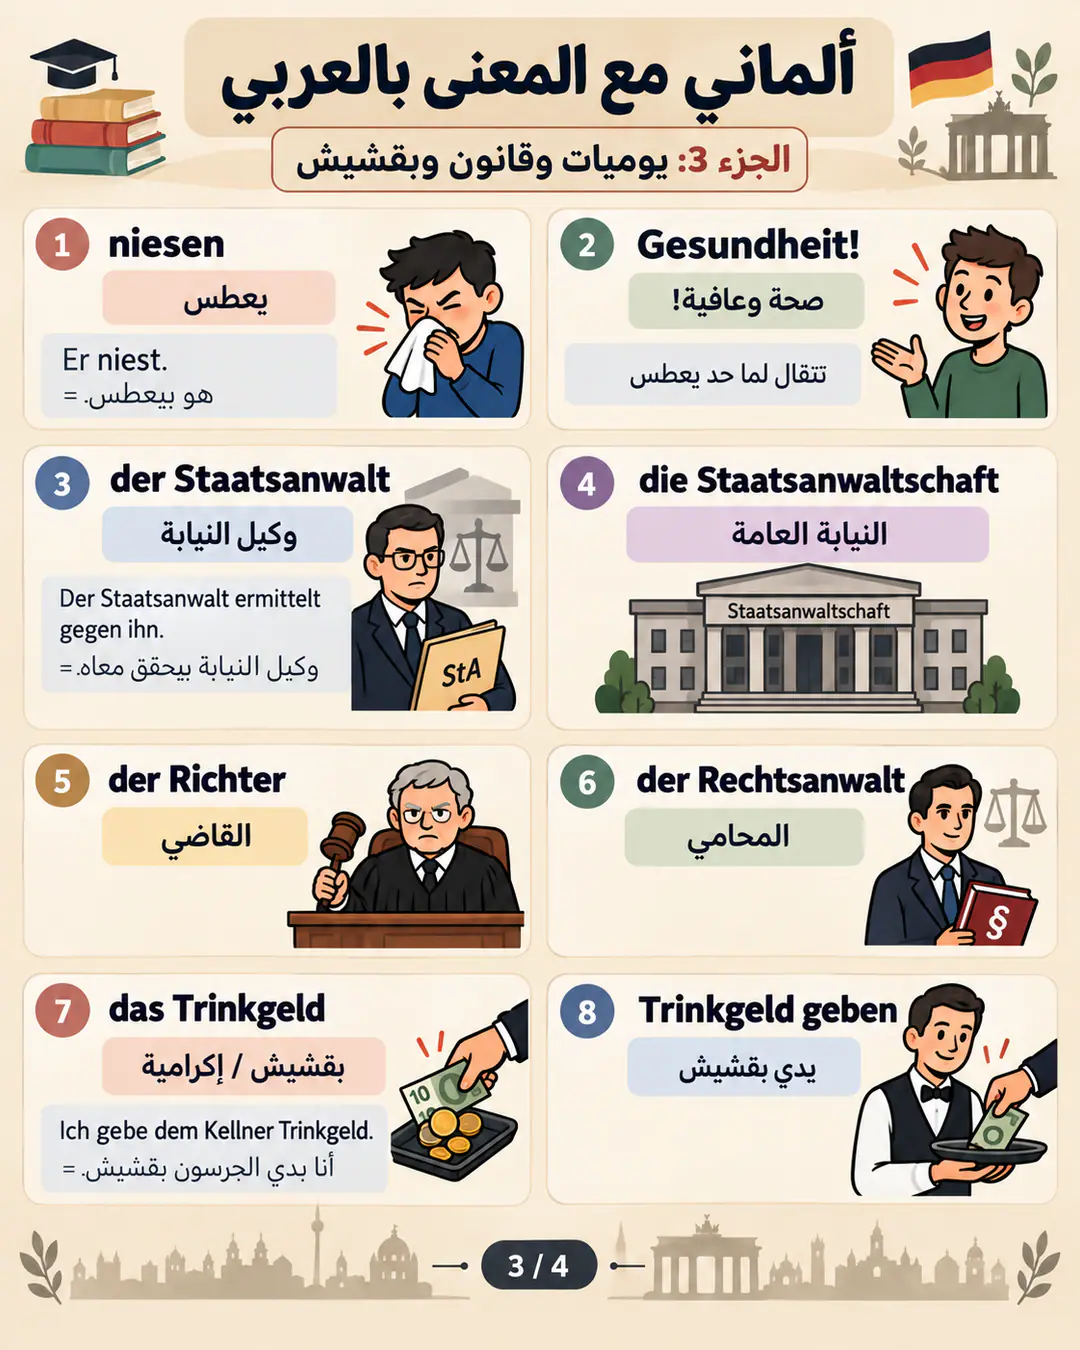 ألماني مع المعنى بالعربي
الجزء 3: يوميات وقانون وبقشيش
1
niesen
يعطس
Er niest.
= هو بيعطس.
2
Gesundheit!
صحة وعافية!
تتقال لما حد يعطس
3
der Staatsanwalt
وكيل النيابة
Der Staatsanwalt ermittelt
gegen ihn.
= وكيل النيابة بيحقق معاه.
StA
4
die Staatsanwaltschaft
النيابة العامة
Staatsanwaltschaft
5
der Richter
القاضي
6
der Rechtsanwalt
المحامي
§
7
das Trinkgeld
بقشيش / إكرامية
Ich gebe dem Kellner Trinkgeld.
= أنا بدي الجرسون بقشيش.
10
10
8
Trinkgeld geben
يدي بقشيش
3 / 4